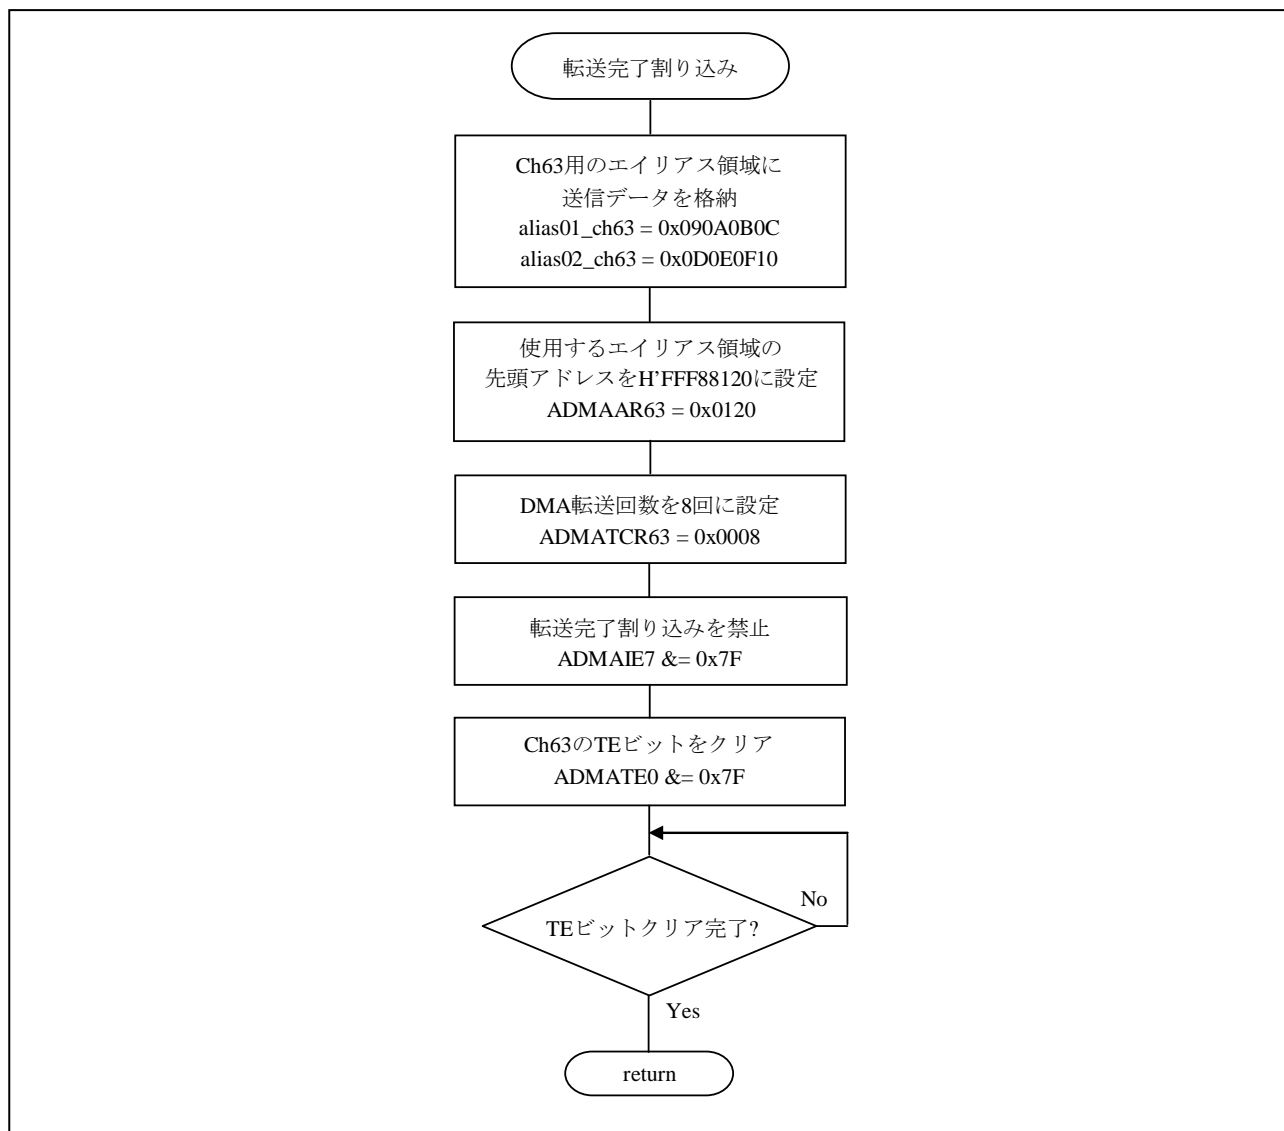 転送完了割り込み
Ch63用のエイリアス領域に
送信データを格納
alias01_ch63 = 0x090A0B0C
alias02_ch63 = 0x0D0E0F10
使用するエイリアス領域の
先頭アドレスをH'FFF88120に設定
ADMAAR63 = 0x0120
DMA転送回数を8回に設定
ADMATCR63 = 0x0008
転送完了割り込みを禁止
ADMAIE7 &= 0x7F
Ch63のTEビットをクリア
ADMATE0 &= 0x7F
No
TEビットクリア完了?
Yes
return